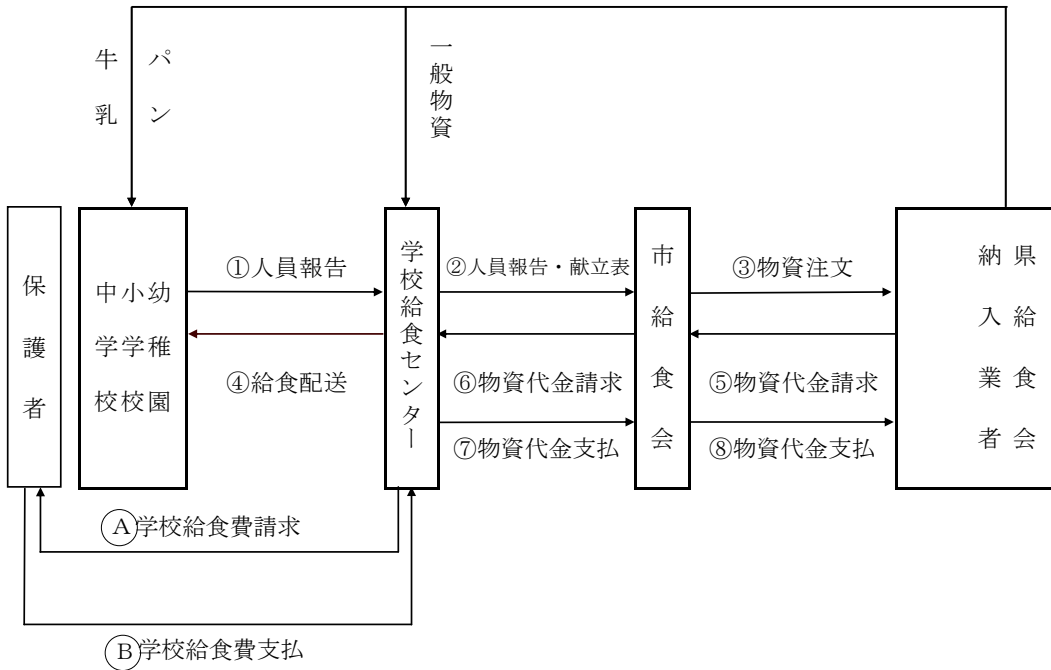 パン
牛乳
一般物資
保護者
幼稚園
小学校
中学校
①人員報告
④給食配送
学校給食センター
②人員報告・献立表
⑥物資代金請求
⑦物資代金支払
市給食会
③物資注文
⑤物資代金請求
⑧物資代金支払
県給食会
納入業者
Ⓐ学校給食費請求
Ⓑ学校給食費支払